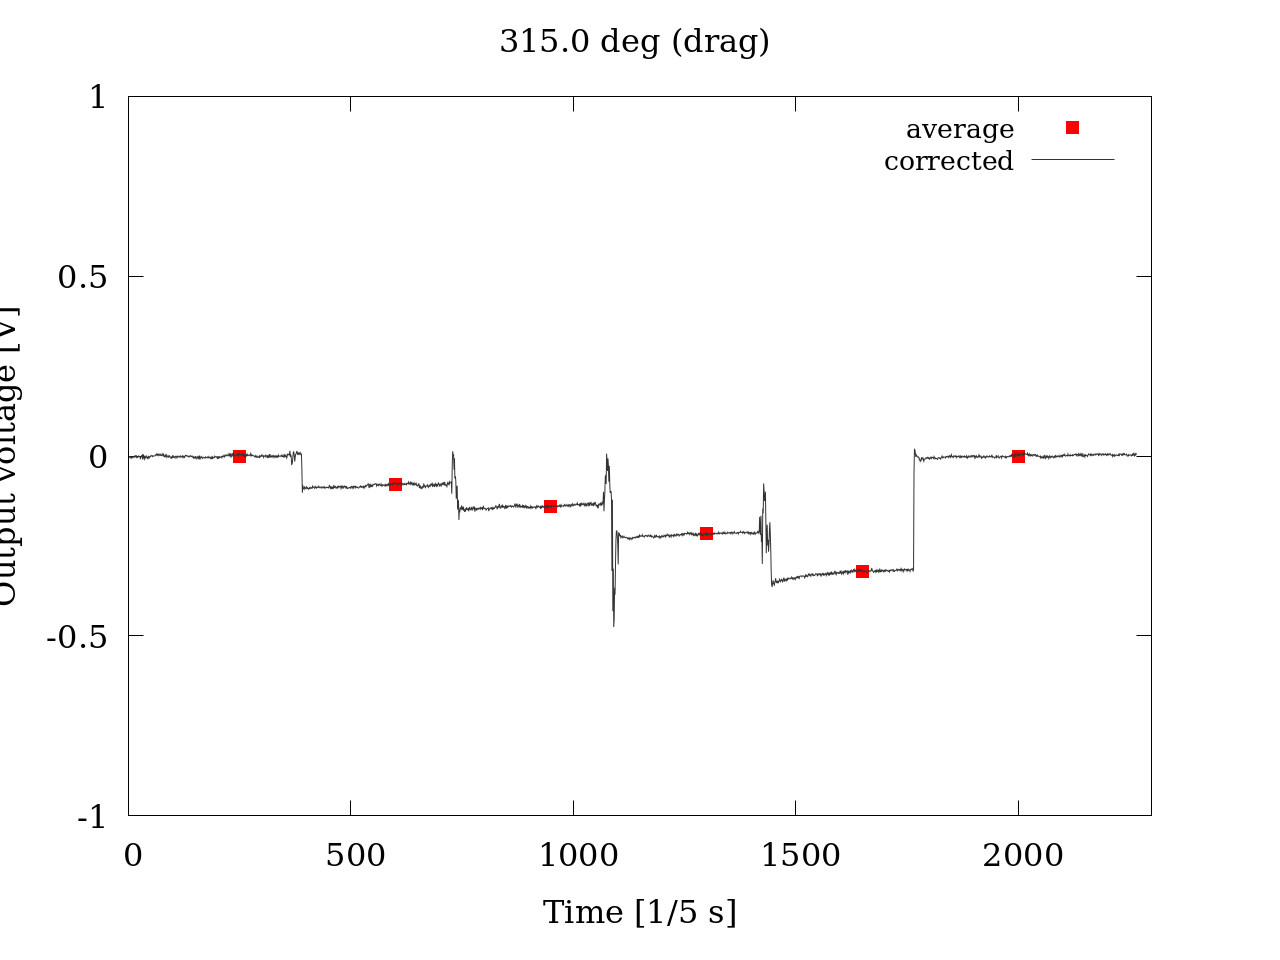 315.0 deg (drag)
1
0.5
0
-0.5
-1
Output voltage [V]
average
corrected
0 500 1000 1500 2000
Time [1/5 s]